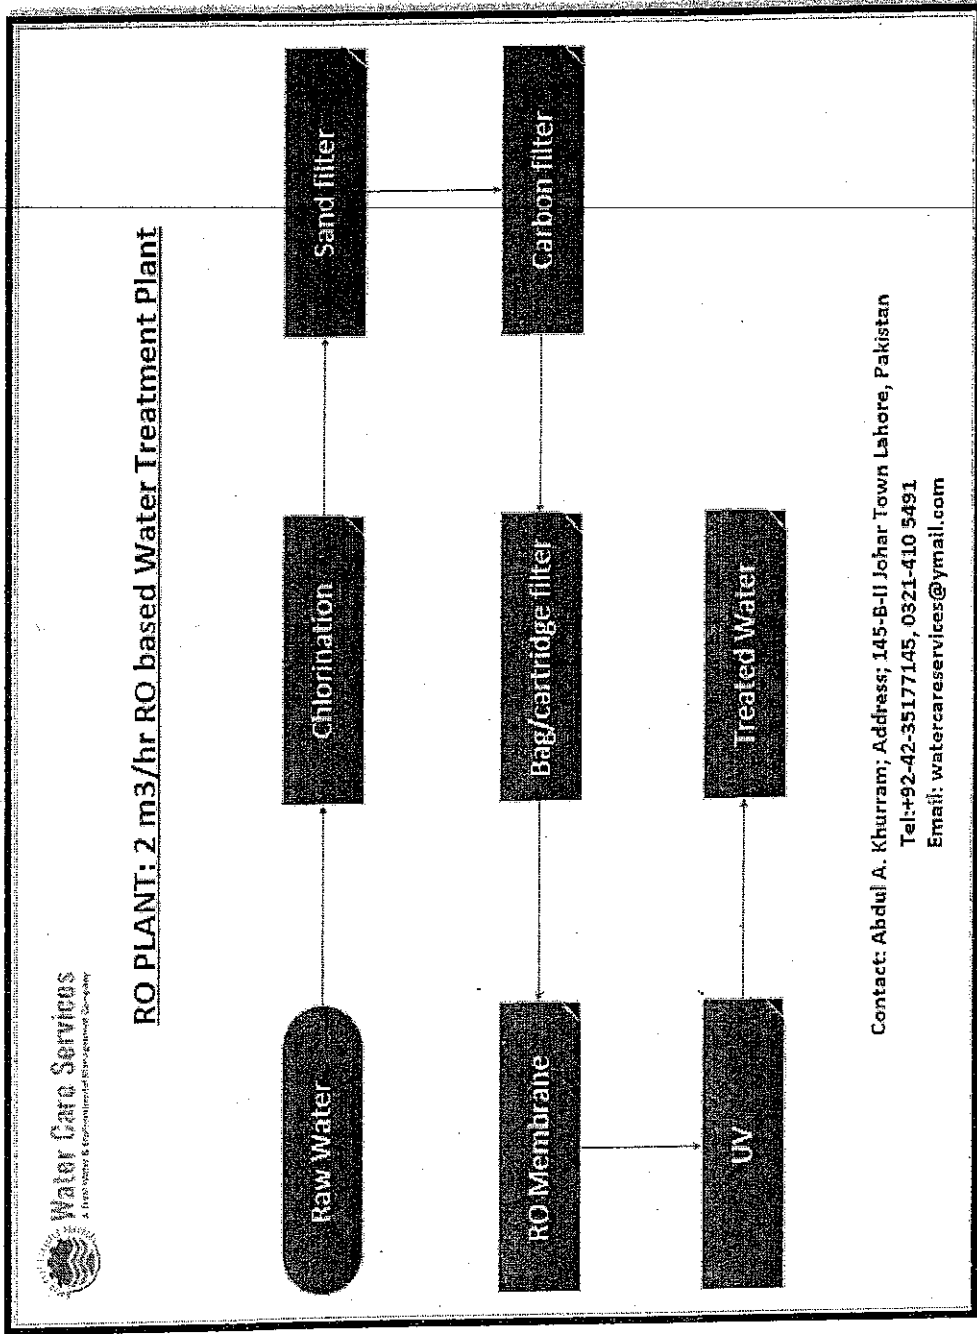 Water Care Services
RO PLANT: 2 m3/hr RO based Water Treatment Plant
Raw Water
Chlorination
Sand filter
Carbon filter
Bag/cartridge filter
RO Membrane
UV
Treated Water
Contact: Abdul A. Khurram; Address; 145-B-II Johar Town Lahore, Pakistan
Tel:+92-42-35177145, 0321-410 5491
Email: watercareservices@ymail.com